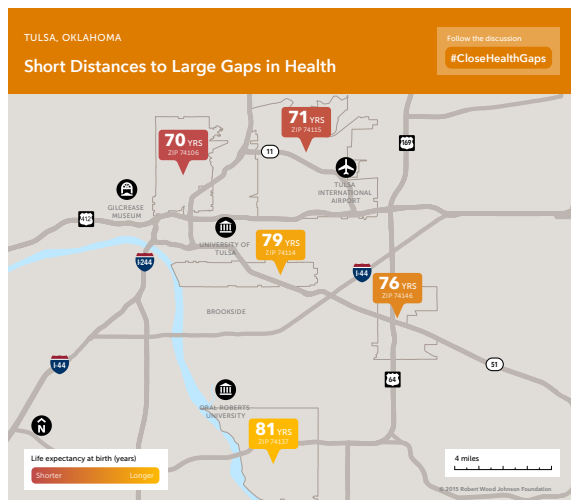 TULSA, OKLAHOMA
Short Distances to Large Gaps in Health
Follow the discussion
#CloseHealthGaps
71 YRS
ZIP 74115
70 YRS
ZIP 74106
11
169
TULSA
INTERNATIONAL
AIRPORT
GILCREASE
MUSEUM
412
UNIVERSITY OF
TULSA
79 YRS
ZIP 74114
I-244
I-44
76 YRS
ZIP 74146
BROOKSIDE
I-44
51
64
ORAL ROBERTS
UNIVERSITY
N
81 YRS
ZIP 74137
Life expectancy at birth (years)
Shorter
Longer
4 miles
© 2015 Robert Wood Johnson Foundation